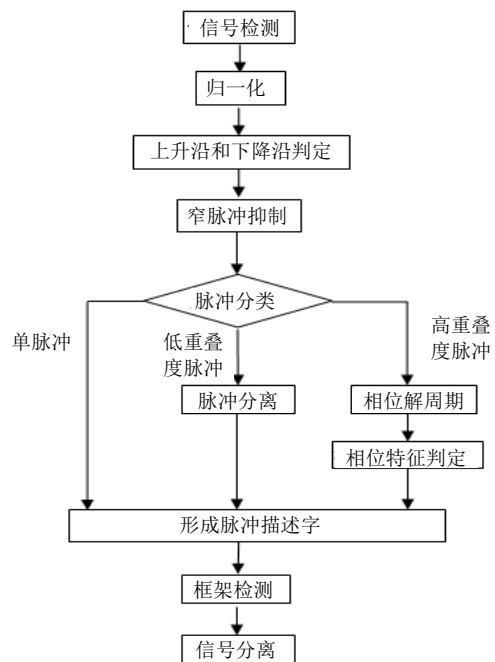 信号检测
归一化
上升沿和下降沿判定
窄脉冲抑制
脉冲分类
单脉冲
低重叠
度脉冲
高重叠
度脉冲
脉冲分离
相位解周期
相位特征判定
形成脉冲描述字
框架检测
信号分离